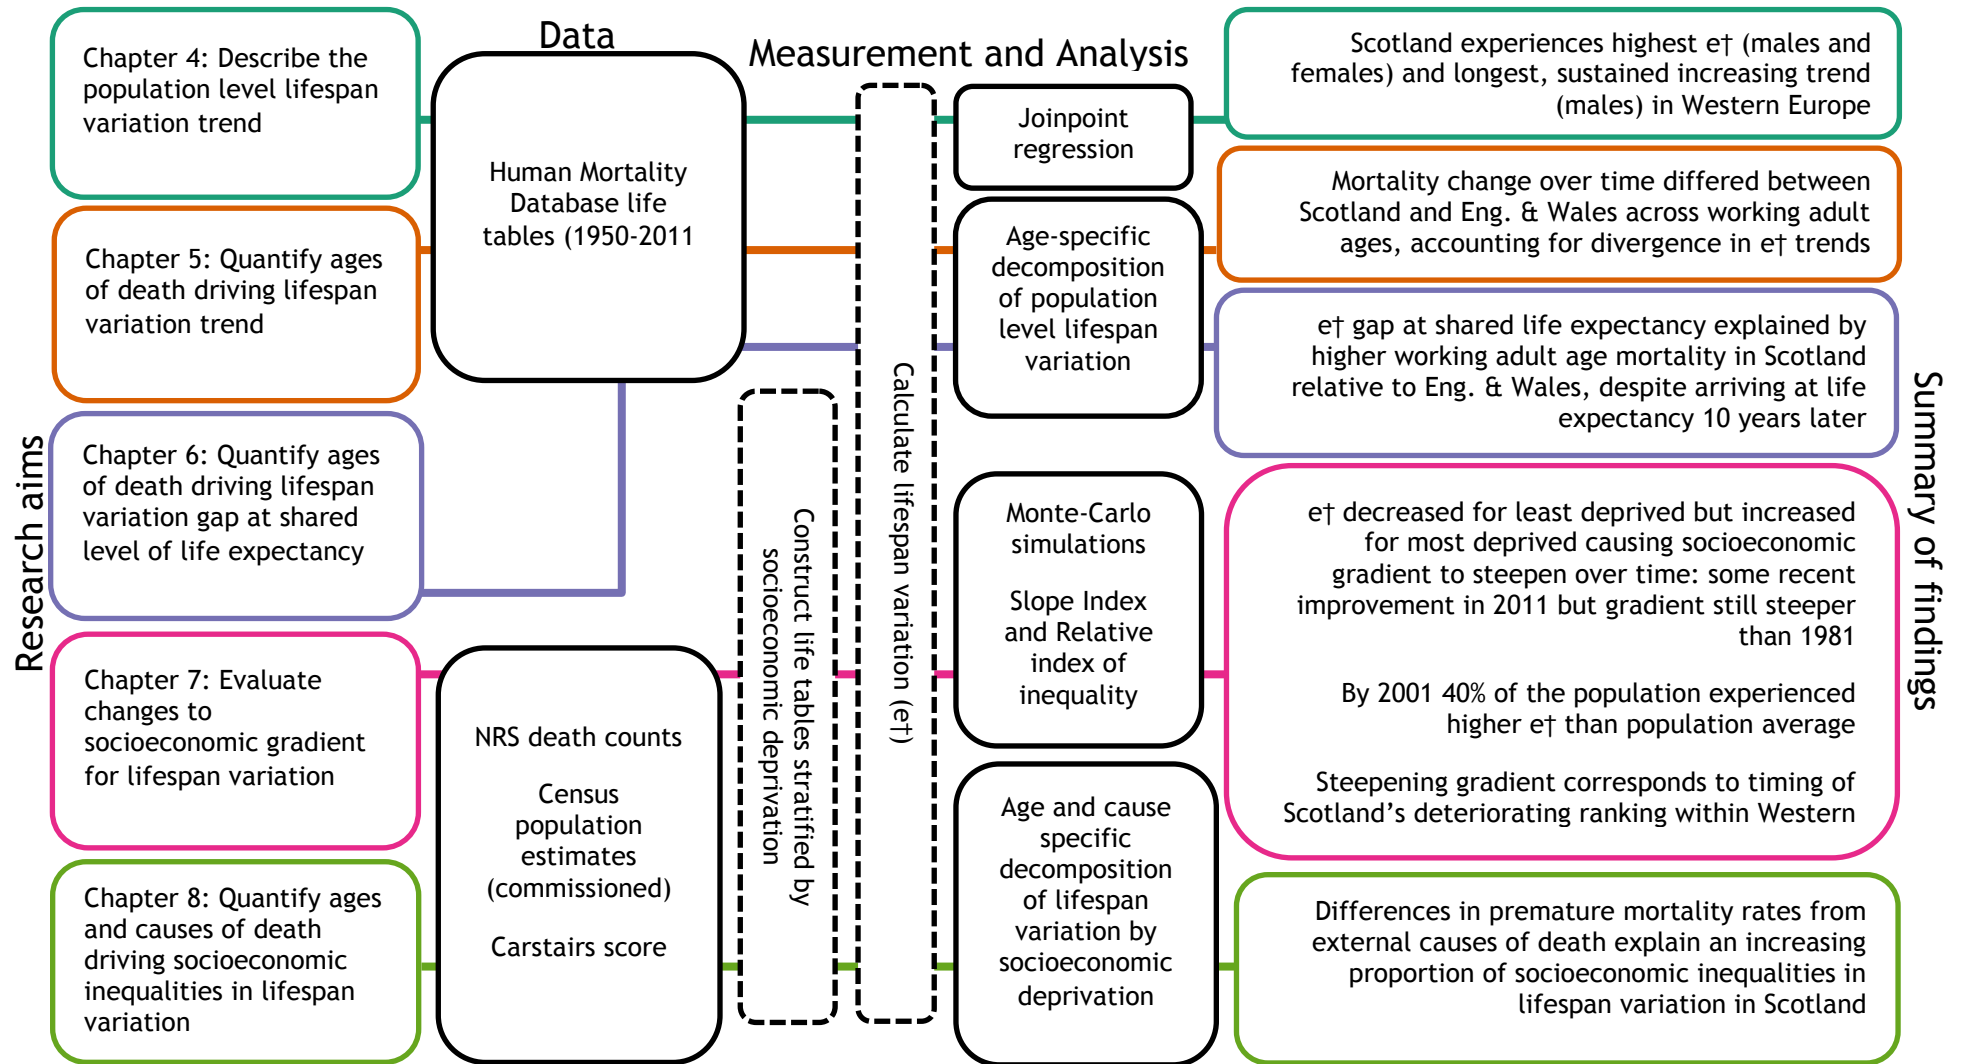 Research aims
Chapter 4: Describe the
population level lifespan
variation trend
Chapter 5: Quantify ages
of death driving lifespan
variation trend
Chapter 6: Quantify ages
of death driving lifespan
variation gap at shared
level of life expectancy
Chapter 7: Evaluate
changes to
socioeconomic gradient
for lifespan variation
Chapter 8: Quantify ages
and causes of death
driving socioeconomic
inequalities in lifespan
variation
Data
Human Mortality
Database life
tables (1950-2011
NRS death counts
Census
population
estimates
(commissioned)
Carstairs score
Measurement and Analysis
Construct life tables stratified by
socioeconomic deprivation
Calculate lifespan variation (e†)
Joinpoint
regression
Age-specific
decomposition
of population
level lifespan
variation
Monte-Carlo
simulations
Slope Index
and Relative
index of
inequality
Age and cause
specific
decomposition
of lifespan
variation by
socioeconomic
deprivation
Summary of findings
Scotland experiences highest e† (males and
females) and longest, sustained increasing trend
(males) in Western Europe
Mortality change over time differed between
Scotland and Eng. & Wales across working adult
ages, accounting for divergence in e† trends
e† gap at shared life expectancy explained by
higher working adult age mortality in Scotland
relative to Eng. & Wales, despite arriving at life
expectancy 10 years later
e† decreased for least deprived but increased
for most deprived causing socioeconomic
gradient to steepen over time: some recent
improvement in 2011 but gradient still steeper
than 1981
By 2001 40% of the population experienced
higher e† than population average
Steepening gradient corresponds to timing of
Scotland’s deteriorating ranking within Western
Differences in premature mortality rates from
external causes of death explain an increasing
proportion of socioeconomic inequalities in
lifespan variation in Scotland